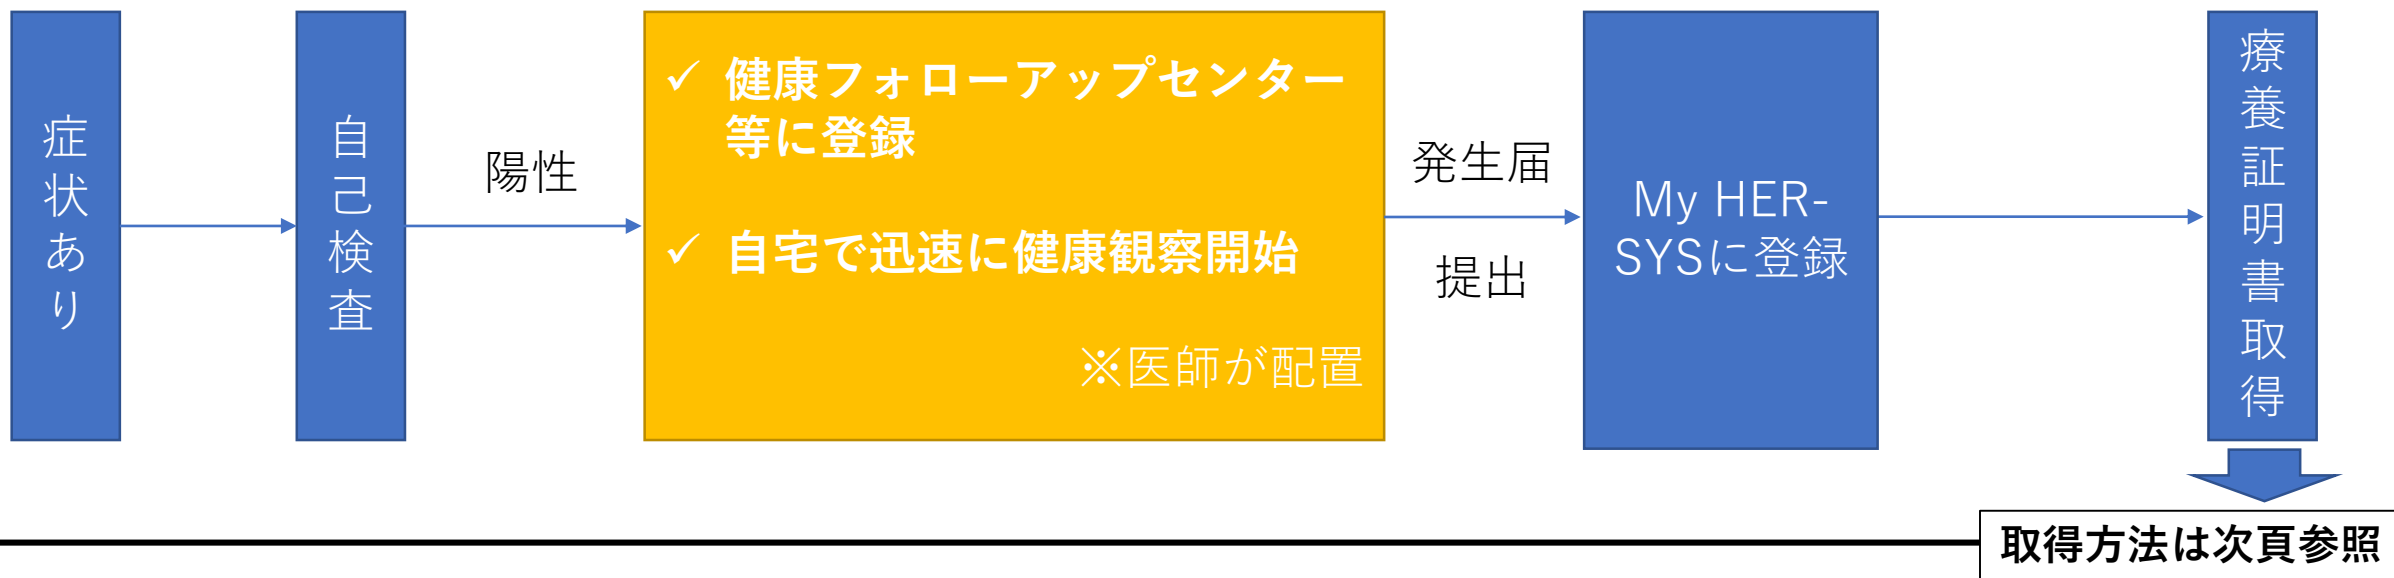 症状あり
自己検査
陽性
✓ 健康フォローアップセンター
等に登録
✓ 自宅で迅速に健康観察開始
※医師が配置
発生届
提出
My HER-
SYSに登録
療養証明書取得
取得方法は次頁参照